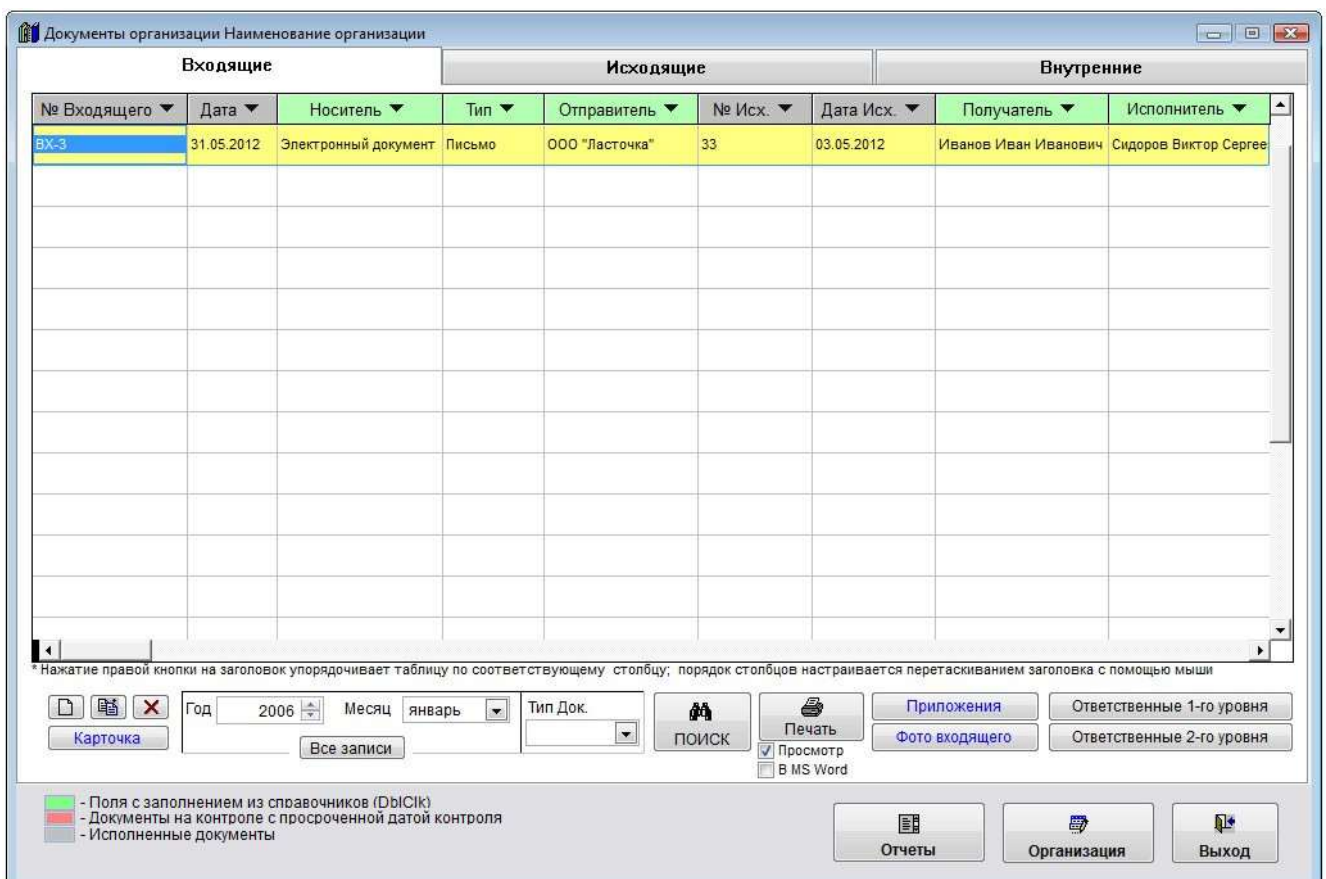 Документы организации Наименование организации
Входящие Исходящие Внутренние
№ Входящего Дата Носитель Тип Отправитель № Исх. Дата Исх. Получатель Исполнитель
ВХ-3 31.05.2012 Электронный документ Письмо ООО "Ласточка" 33 03.05.2012 Иванов Иван Иванович Сидоров Виктор Сергее
* Нажатие правой кнопки на заголовок упорядочивает таблицу по соответствующему столбцу; порядок столбцов настраивается перетаскиванием заголовка с помощью мыши
Год 2006 Месяц январь Тип Док.
Карточка Все записи ПОИСК Печать
Просмотр
В MS Word
Приложения Ответственные 1-го уровня
Фото входящего Ответственные 2-го уровня
- Поля с заполнением из справочников (DblClk)
- Документы на контроле с просроченной датой контроля
- Исполненные документы
Отчеты Организация Выход